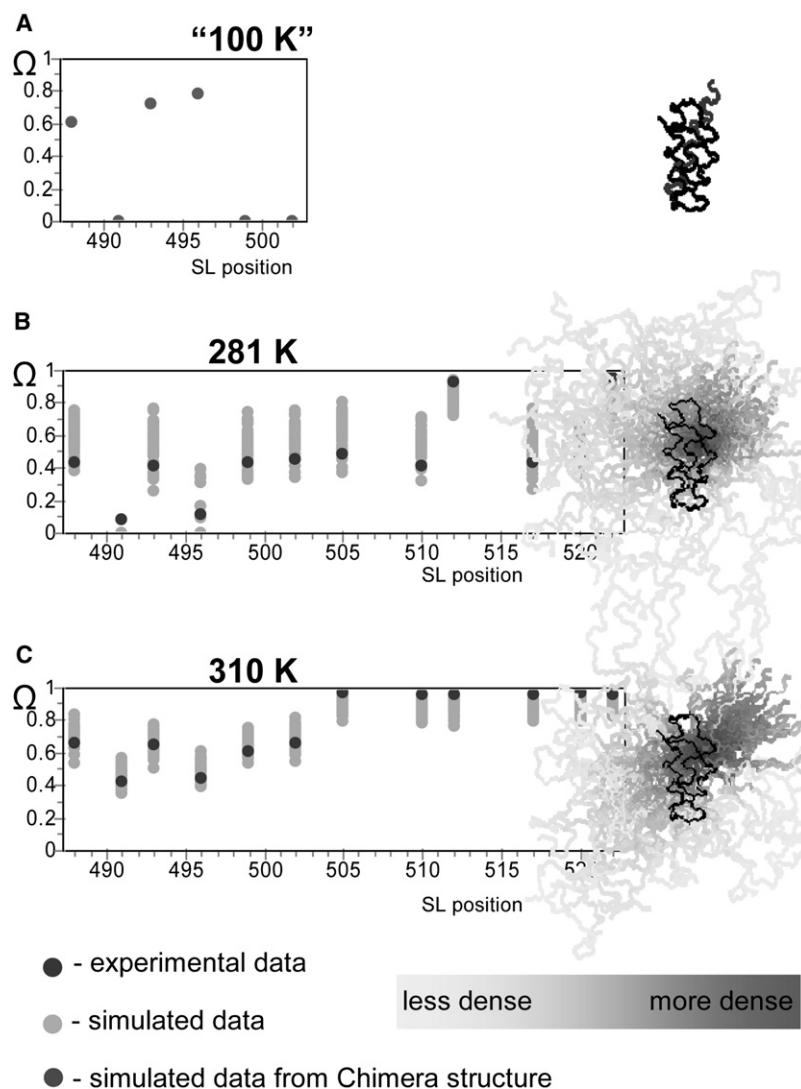 A
"100 K"
Ω
1
0.8
0.6
0.4
0.2
0
490 495 500
SL position
B
281 K
Ω
1
0.8
0.6
0.4
0.2
0
490 495 500 505 510 515 520
SL position
C
310 K
Ω
1
0.8
0.6
0.4
0.2
0
490 495 500 505 510 515
SL position
- experimental data
less dense more dense
- simulated data
- simulated data from Chimera structure